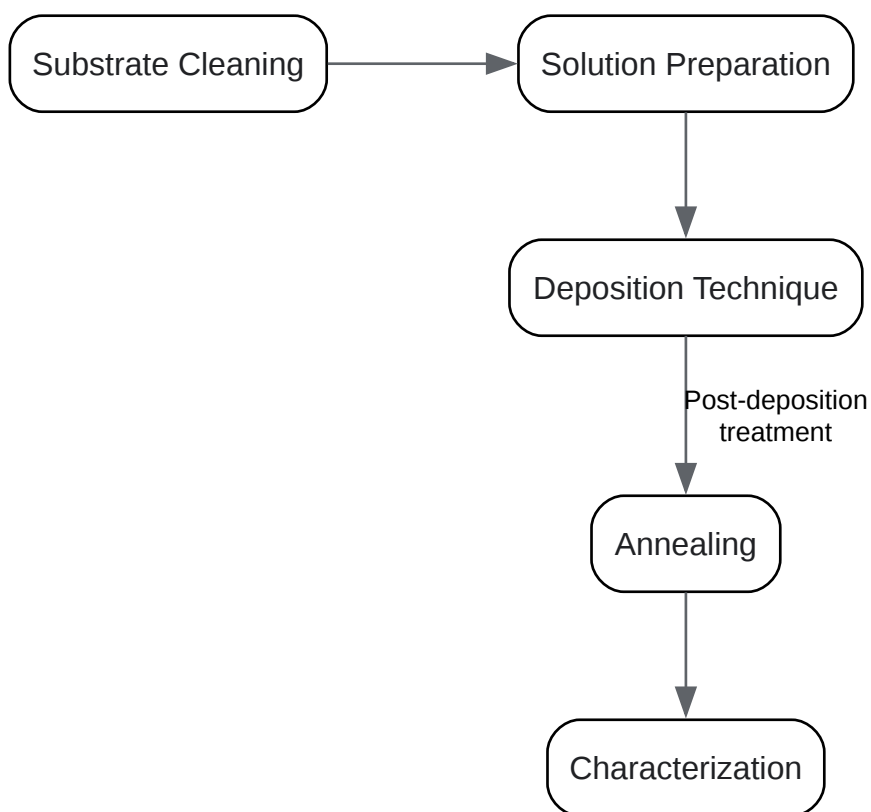 Substrate Cleaning
Solution Preparation
Deposition Technique
Post-deposition
treatment
Annealing
Characterization